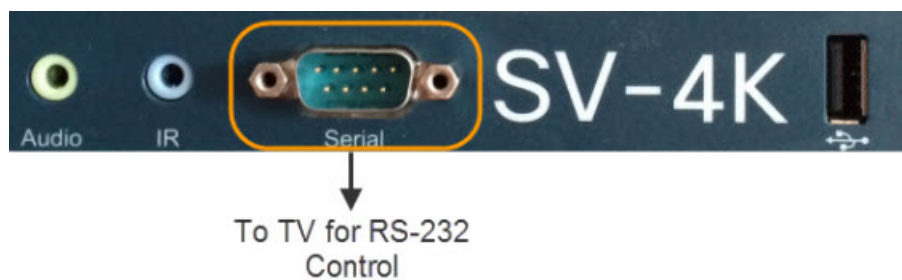 SV-4K
Audio
IR
Serial
To TV for RS-232
Control